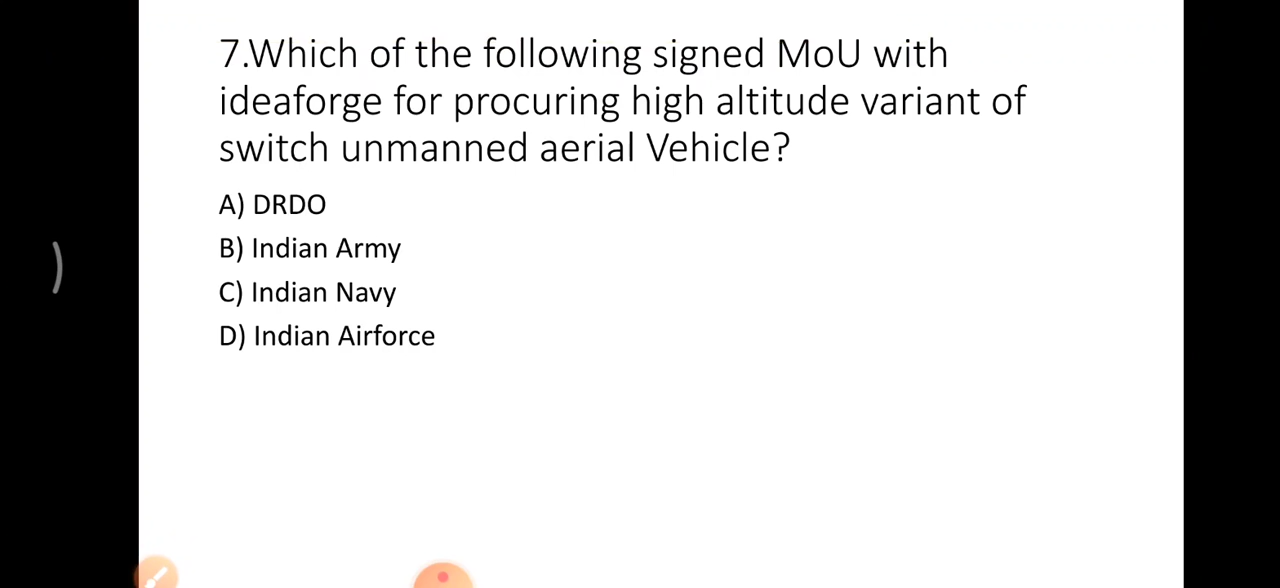 7.Which of the following signed MoU with
ideaforge for procuring high altitude variant of
switch unmanned aerial Vehicle?
A) DRDO
B) Indian Army
C) Indian Navy
D) Indian Airforce